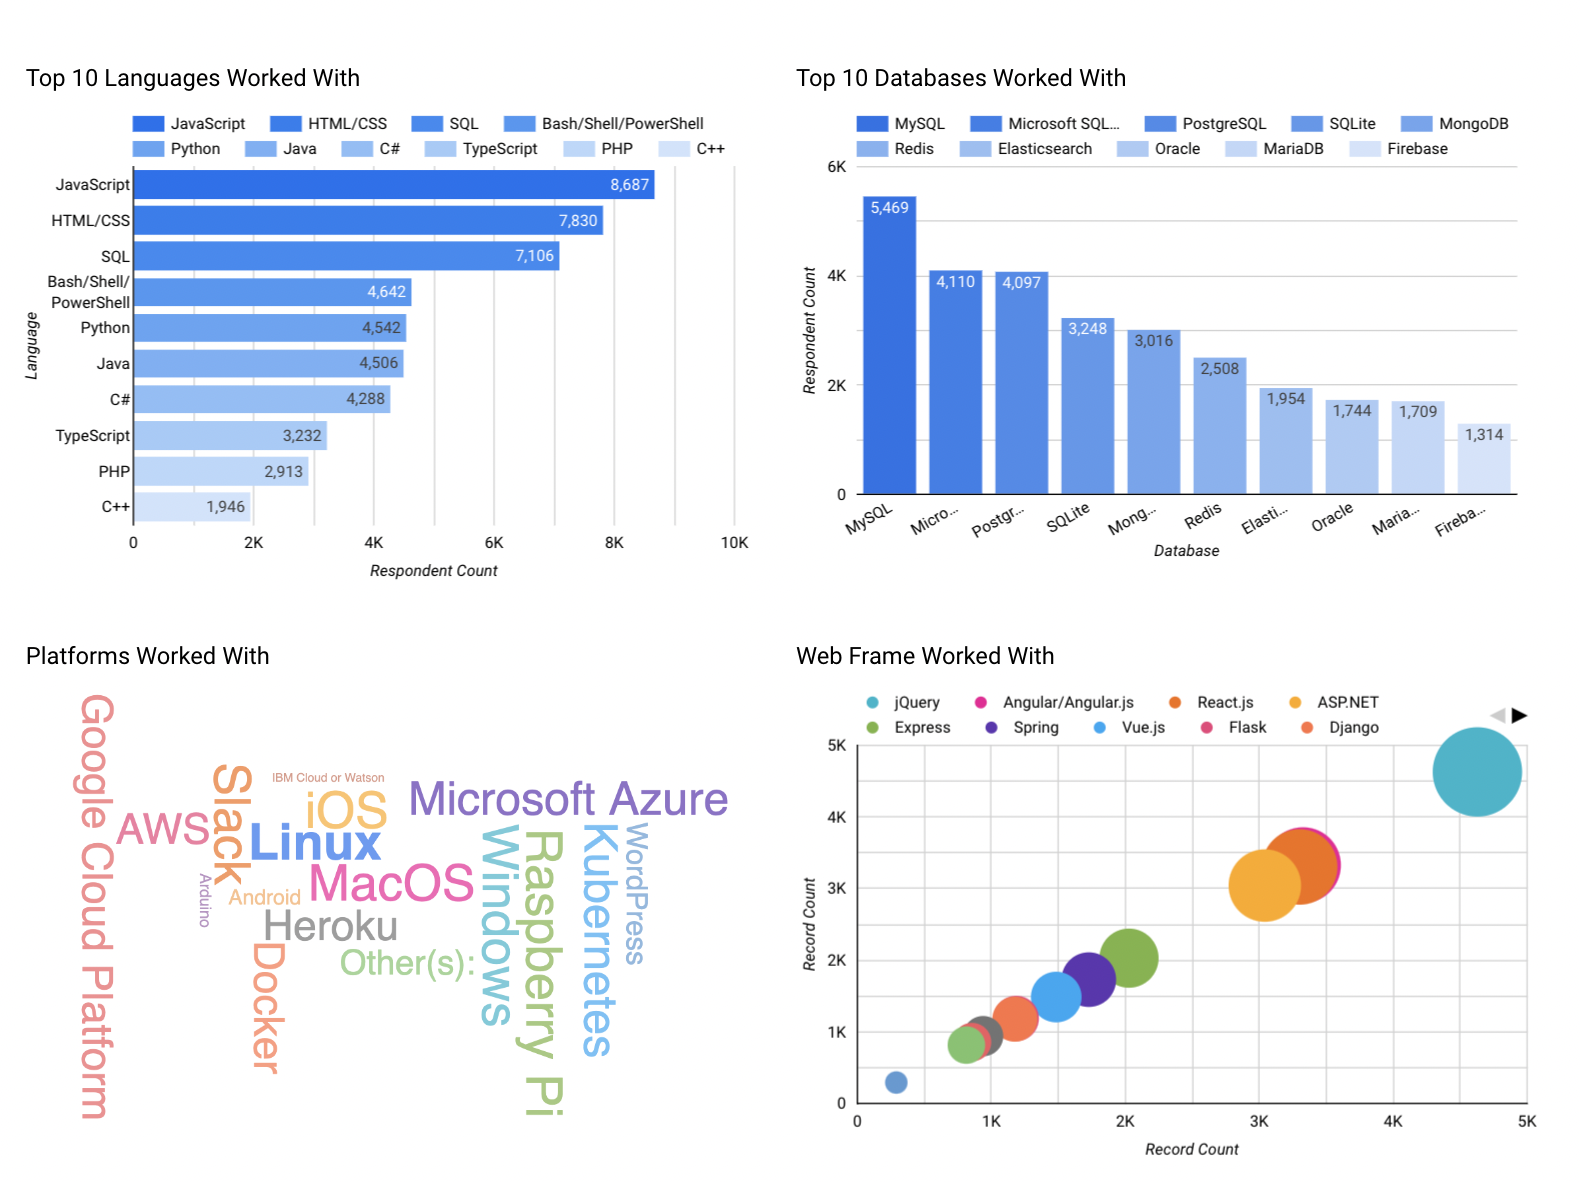 Top 10 Languages Worked With
JavaScript HTML/CSS SQL Bash/Shell/PowerShell
Python Java C# TypeScript PHP C++
Language
JavaScript 8,687
HTML/CSS 7,830
SQL 7,106
Bash/Shell/
PowerShell 4,642
Python 4,542
Java 4,506
C# 4,288
TypeScript 3,232
PHP 2,913
C++ 1,946
0 2K 4K 6K 8K 10K
Respondent Count
Top 10 Databases Worked With
MySQL Microsoft SQL... PostgreSQL SQLite MongoDB
Redis Elasticsearch Oracle MariaDB Firebase
Respondent Count
6K
4K
2K
0
5,469 4,110 4,097 3,248 3,016 2,508 1,954 1,744 1,709 1,314
MySQL Micro... Postgr... SQLite Mong... Redis Elasti... Oracle Maria... Fireba...
Database
Platforms Worked With
Google Cloud Platform
AWS
Slack
IBM Cloud or Watson
iOS
Microsoft Azure
Linux
MacOS
Arduino
Android
Heroku
Other(s):
Docker
Windows
Raspberry Pi
Kubernetes
WordPress
Web Frame Worked With
jQuery Angular/Angular.js React.js ASP.NET
Express Spring Vue.js Flask Django
Record Count
5K
4K
3K
2K
1K
0
0 1K 2K 3K 4K 5K
Record Count